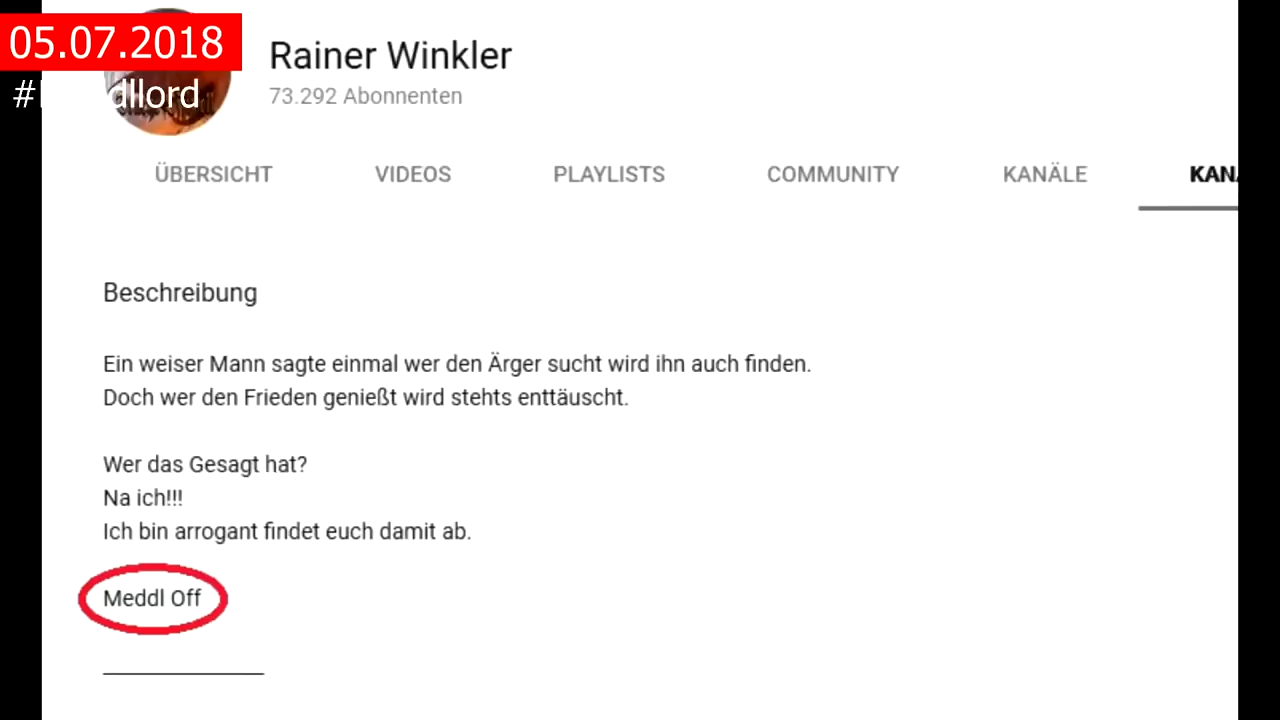 05.07.2018
Rainer Winkler
73.292 Abonnenten
ÜBERSICHT VIDEOS PLAYLISTS COMMUNITY KANÄLE
Beschreibung
Ein weiser Mann sagte einmal wer den Ärger sucht wird ihn auch finden.
Doch wer den Frieden genießt wird stehts enttäuscht.
Wer das Gesagt hat?
Na ich!!!
Ich bin arrogant findet euch damit ab.
Meddl Off